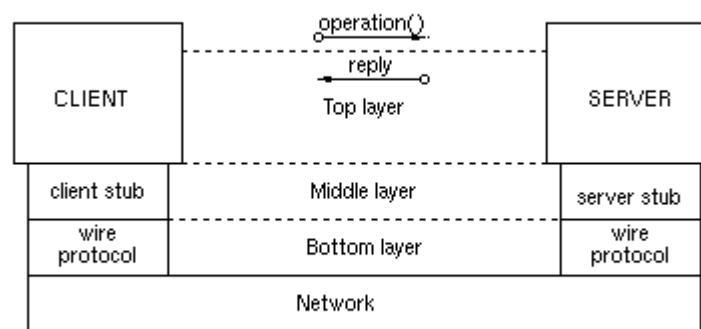 operation()
reply
CLIENT
Top layer
SERVER
client stub
Middle layer
server stub
wire
protocol
Bottom layer
wire
protocol
Network